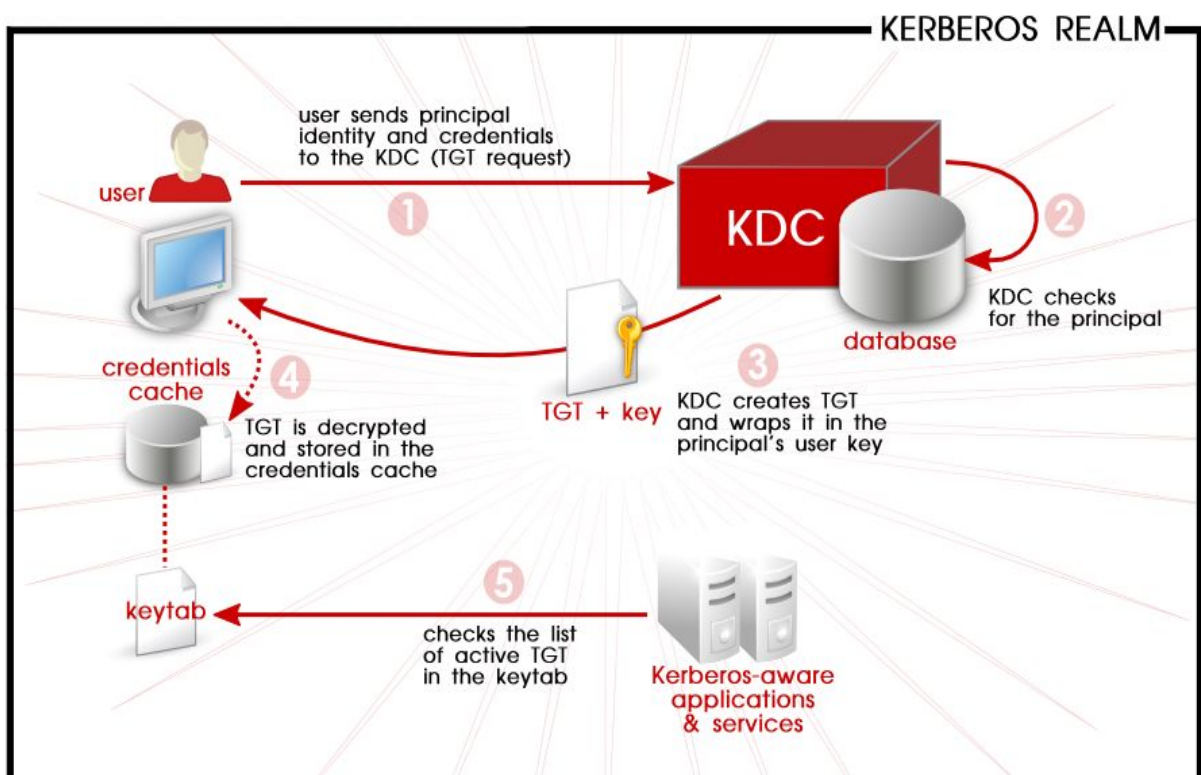 KERBEROS REALM
user sends principal
identity and credentials
to the KDC (TGT request)
user
1
KDC
2
KDC checks
for the principal
database
credentials
cache
4
TGT + key
3
KDC creates TGT
and wraps it in the
principal's user key
TGT is decrypted
and stored in the
credentials cache
keytab
5
checks the list
of active TGT
in the keytab
Kerberos-aware
applications
& services